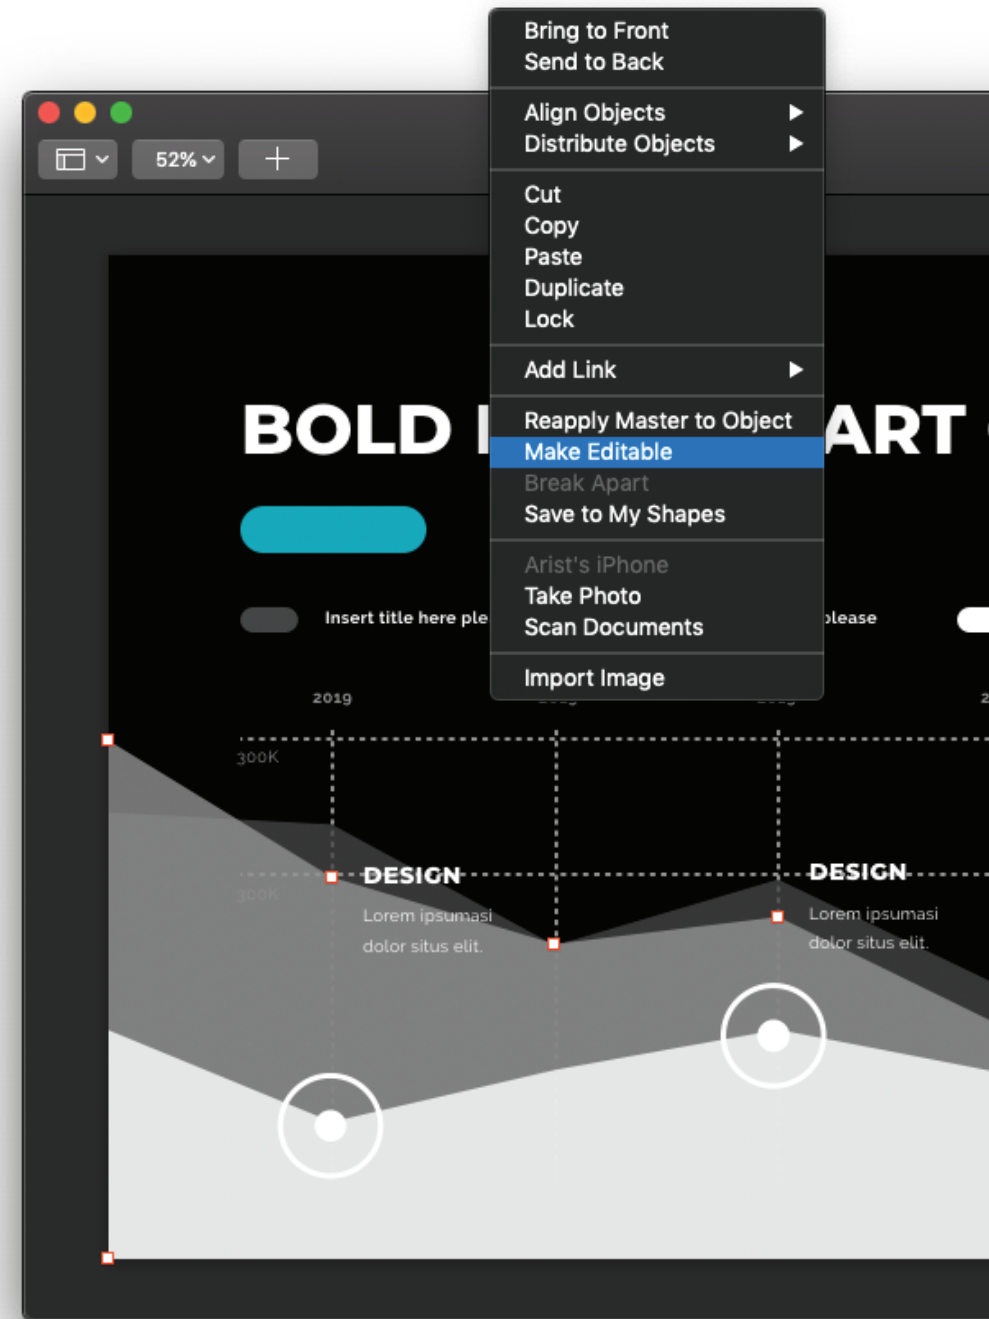 Bring to Front
Send to Back
Align Objects
Distribute Objects
52%
Cut
Copy
Paste
Duplicate
Lock
Add Link
Reapply Master to Object
BOLD ART
Make Editable
Break Apart
Save to My Shapes
Arist's iPhone
Take Photo
Insert title here ple please
Scan Documents
Import Image
2019
300K
DESIGN DESIGN
300K
Lorem ipsumasi Lorem ipsumasi
dolor situs elit. dolor situs elit.